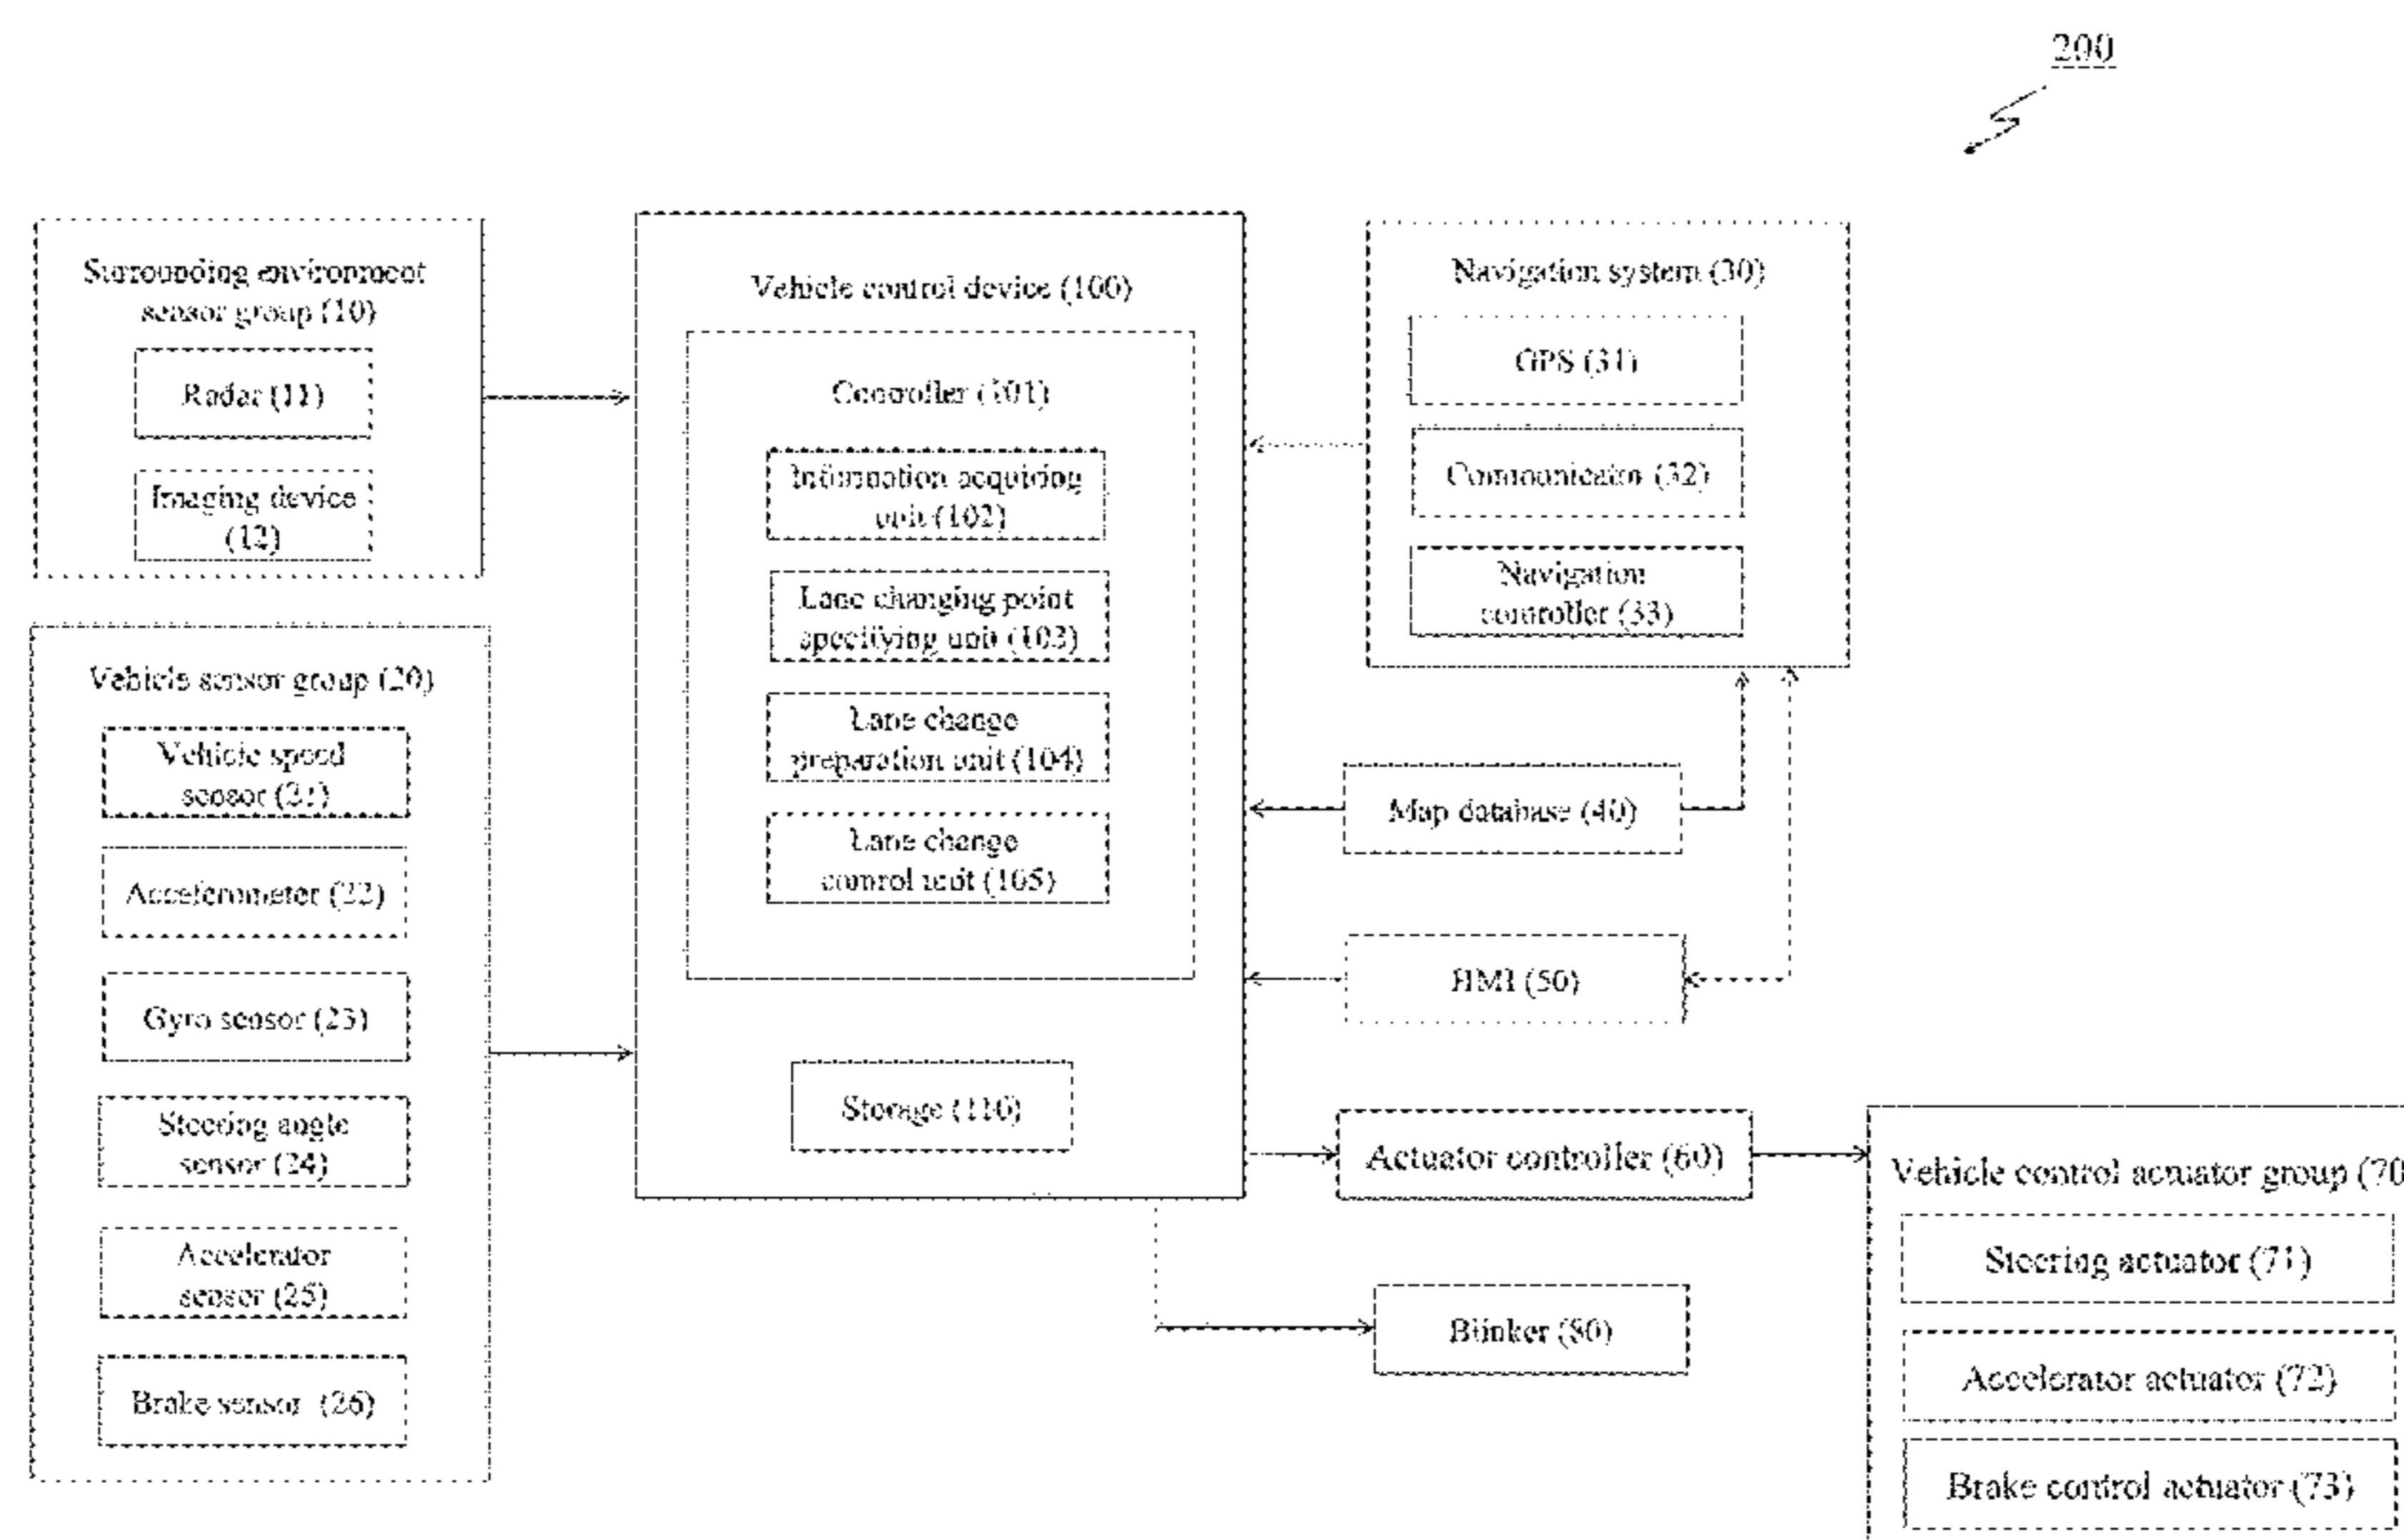 200
Surrounding environment
sensor group (10)
Radar (11)
Imaging device
(12)
Vehicle sensor group (20)
Vehicle speed
sensor (21)
Accelerometer (22)
Gyro sensor (23)
Steering angle
sensor (24)
Accelerator
sensor (25)
Brake sensor (26)
Vehicle control device (100)
Controller (101)
Information acquiring
unit (102)
Lane changing point
specifying unit (103)
Lane change
preparation unit (104)
Lane change
control unit (105)
Storage (110)
Navigation system (30)
GPS (31)
Communicator (32)
Navigation
controller (33)
Map database (40)
HMI (50)
Actuator controller (60)
Blinker (80)
Vehicle control actuator group (70
Steering actuator (71)
Accelerator actuator (72)
Brake control actuator (73)